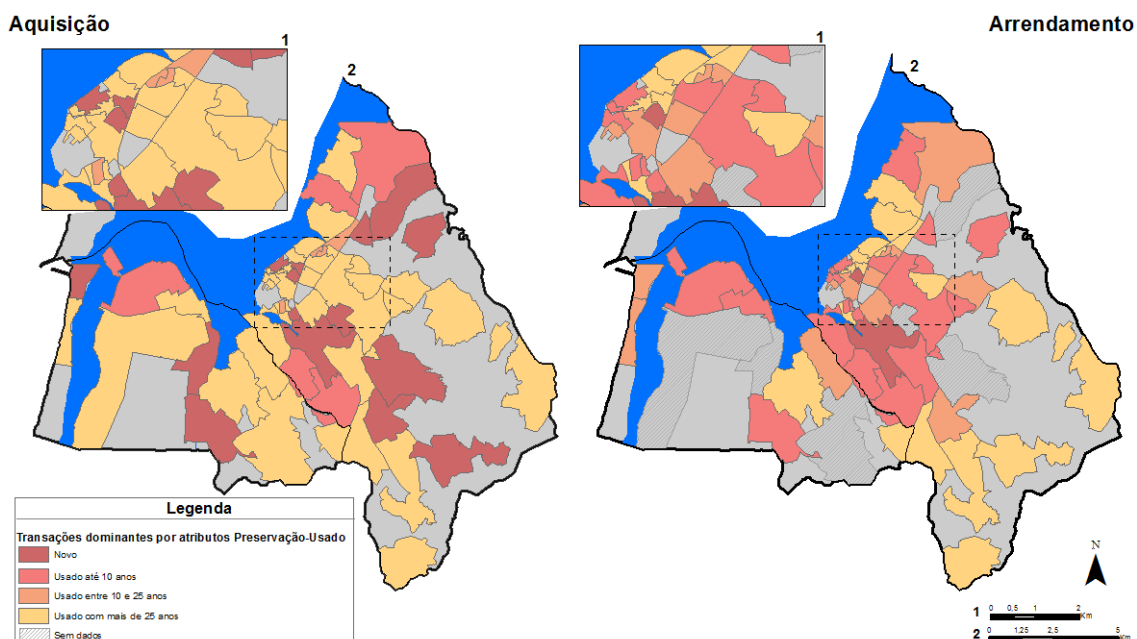 Aquisição
Arrendamento
1
1
2
2
Legenda
Transações dominantes por atributos Preservação-Usado
Novo
Usado até 10 anos
Usado entre 10 e 25 anos
Usado com mais de 25 anos
Sem dados
N
1 0 0,5 1 2 Km
2 0 1,25 2,5 5 Km